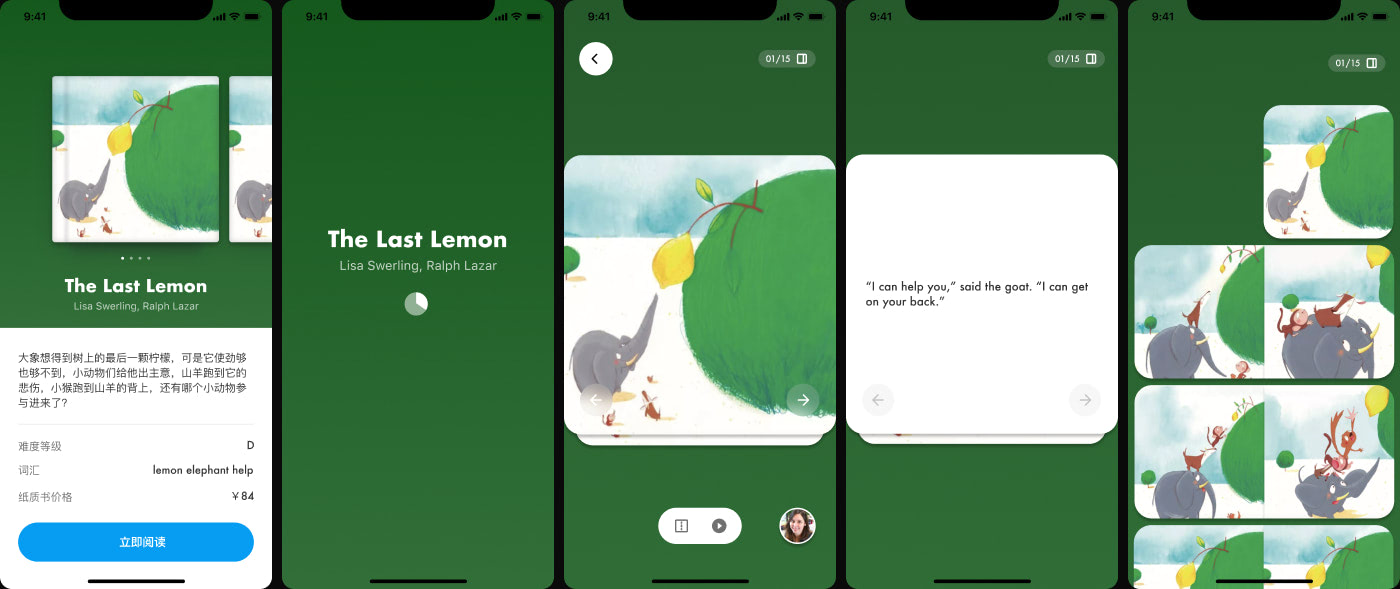 9:41
The Last Lemon
Lisa Swerling, Ralph Lazar
大象想得到树上的最后一颗柠檬，可是它使劲够
也够不到，小动物们给他出主意，山羊跑到它的
悲伤，小猴跑到山羊的背上，还有哪个小动物参
与进来了？
难度等级 D
词汇 lemon elephant help
纸质书价格 ￥84
立即阅读
9:41
The Last Lemon
Lisa Swerling, Ralph Lazar
9:41
01/15
9:41
01/15
“I can help you,” said the goat. “I can get
on your back.”
9:41
01/15